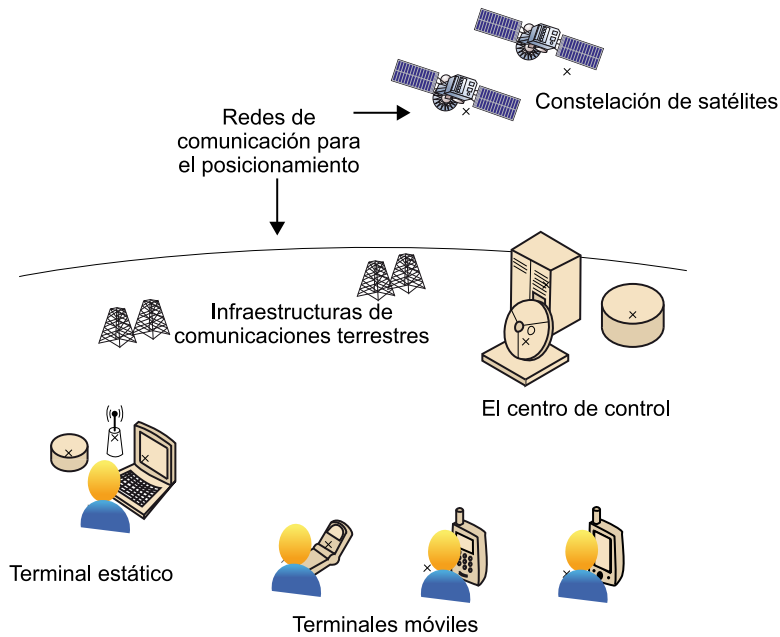 Constelación de satélites
Redes de
comunicación para
el posicionamiento
Infraestructuras de
comunicaciones terrestres
El centro de control
Terminal estático
Terminales móviles